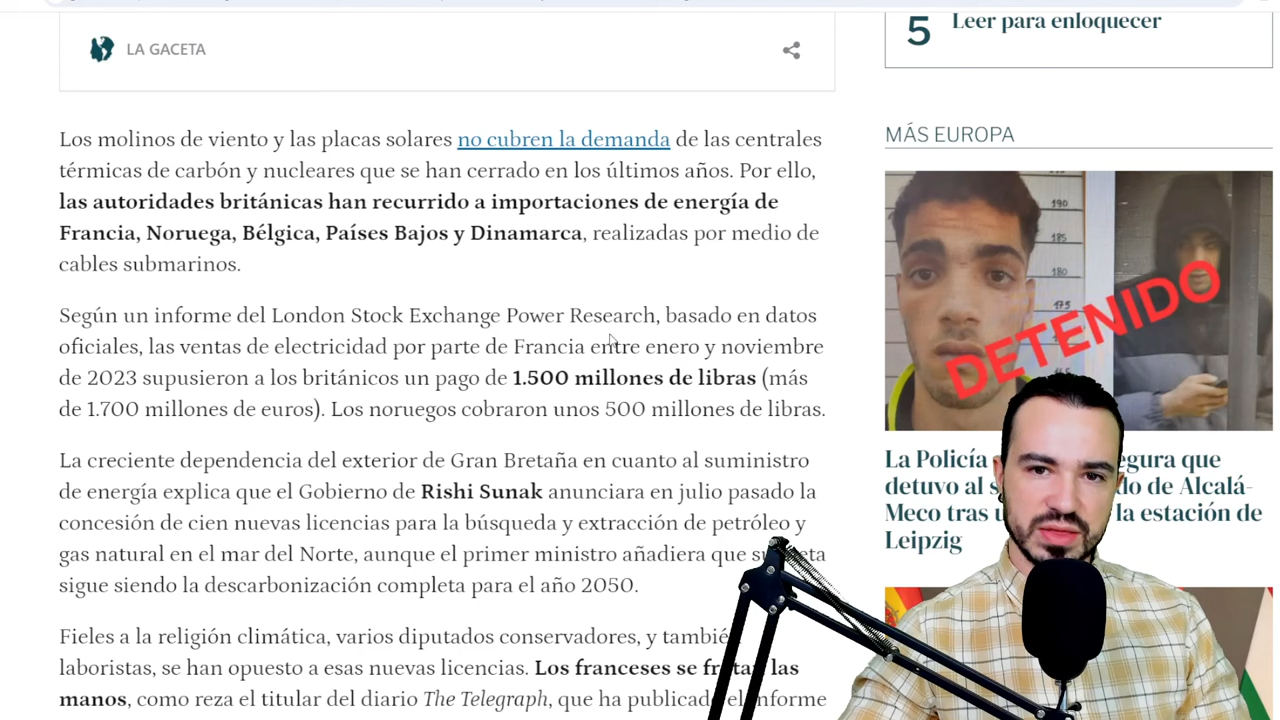 LA GACETA
Los molinos de viento y las placas solares no cubren la demanda de las centrales
térmicas de carbón y nucleares que se han cerrado en los últimos años. Por ello,
las autoridades británicas han recurrido a importaciones de energía de
Francia, Noruega, Bélgica, Países Bajos y Dinamarca, realizadas por medio de
cables submarinos.
Según un informe del London Stock Exchange Power Research, basado en datos
oficiales, las ventas de electricidad por parte de Francia entre enero y noviembre
de 2023 supusieron a los británicos un pago de 1.500 millones de libras (más
de 1.700 millones de euros). Los noruegos cobraron unos 500 millones de libras.
La creciente dependencia del exterior de Gran Bretaña en cuanto al suministro
de energía explica que el Gobierno de Rishi Sunak anunciara en julio pasado la
concesión de cien nuevas licencias para la búsqueda y extracción de petróleo y
gas natural en el mar del Norte, aunque el primer ministro añadiera que su
sigue siendo la descarbonización completa para el año 2050.
Fieles a la religión climática, varios diputados conservadores, y
laboristas, se han opuesto a esas nuevas licencias. Los franceses se las
manos, como reza el titular del diario The Telegraph, que ha el informe
5 Leer para enloquecer
MÁS EUROPA
190
185
180
175
DETENIDO
La Policía que
detuvo al de Alcalá-
Meco tras la estación de
Leipzig